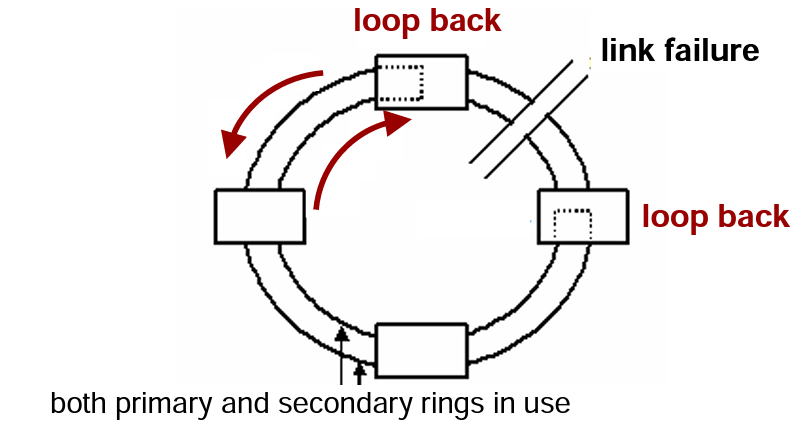 loop back
link failure
loop back
both primary and secondary rings in use